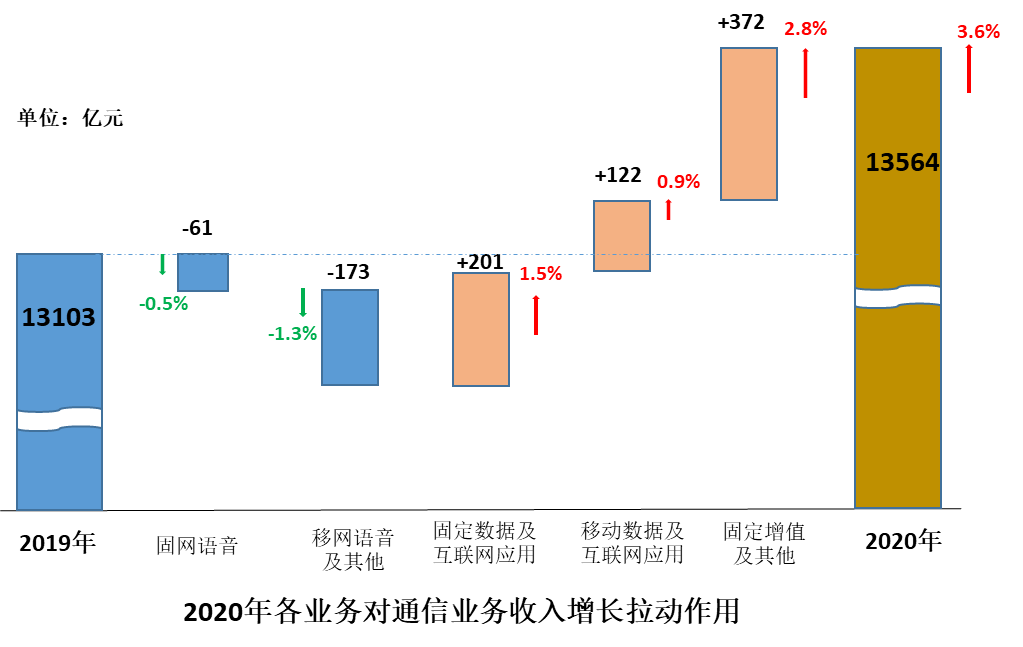 +372
2.8%
3.6%
单位：亿元
13564
+122
0.9%
-61
-173
+201
1.5%
-0.5%
13103
-1.3%
2019年
固网语音
移网语音
及其他
固定数据及
互联网应用
移动数据及
互联网应用
固定增值
及其他
2020年
2020年各业务对通信业务收入增长拉动作用